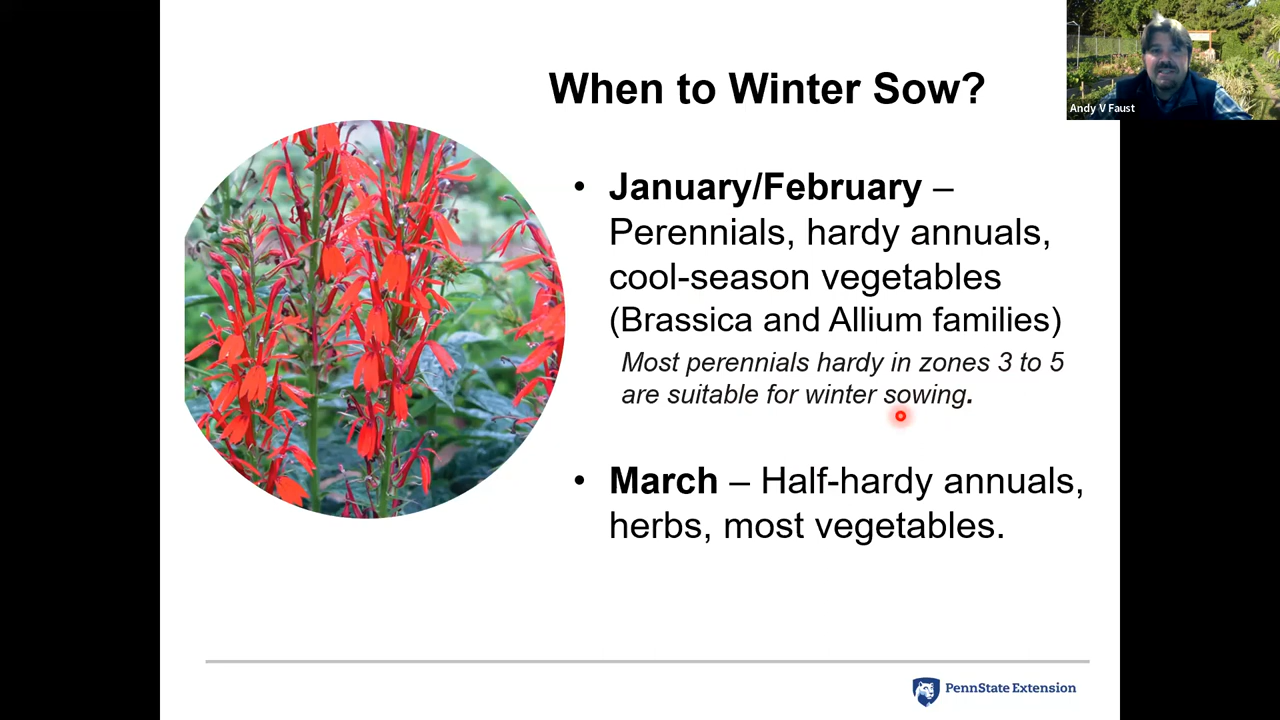 When to Winter Sow?
Andy V Faust
• January/February –
Perennials, hardy annuals,
cool-season vegetables
(Brassica and Allium families)
Most perennials hardy in zones 3 to 5
are suitable for winter sowing.
• March – Half-hardy annuals,
herbs, most vegetables.
PennState Extension